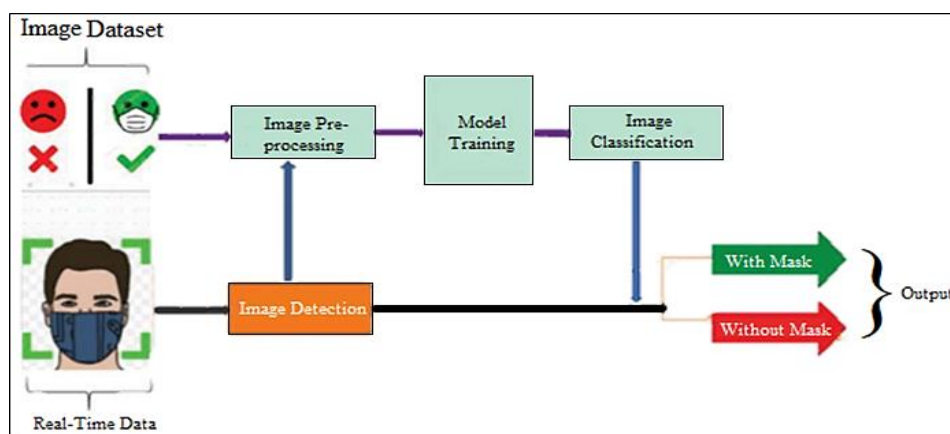 Image Dataset
Image Pre-
processing
Model
Training
Image
Classification
Image Detection
With Mask
Without Mask
Output
Real-Time Data